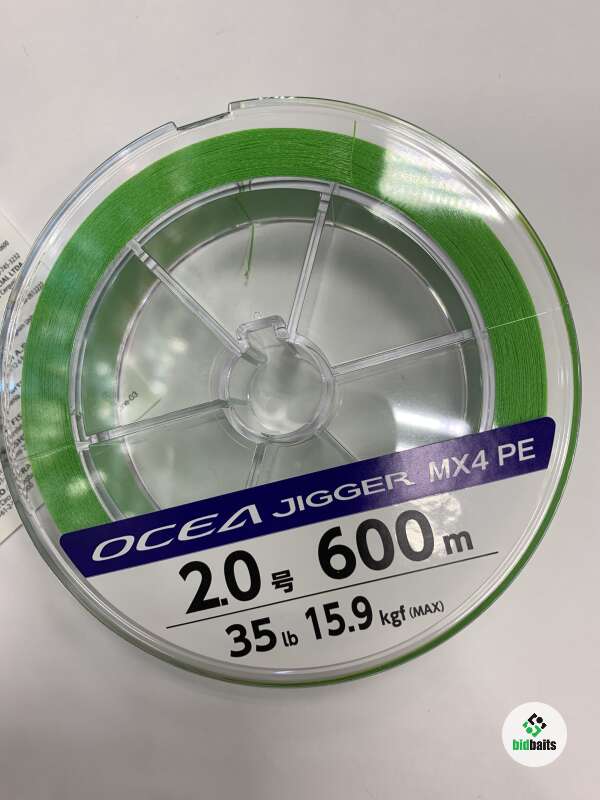 OCEA JIGGER MX4 PE
2.0号 600m
35lb 15.9kgf(MAX)
bidbaits